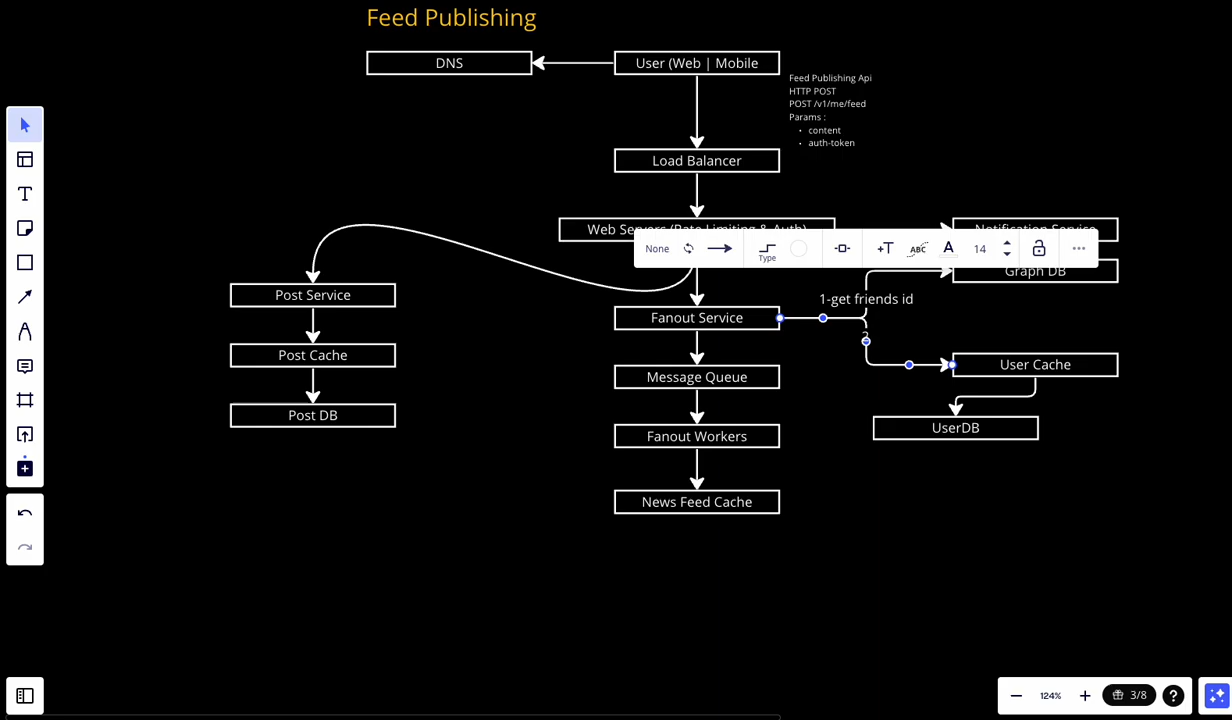 Feed Publishing
DNS
User (Web | Mobile
Feed Publishing Api
HTTP POST
POST /v1/me/feed
Params :
• content
• auth-token
Load Balancer
Web Servers (Rate Limiting & Auth)
Notification Service
None
Type
+T
ABC
A
14
Graph DB
Post Service
1-get friends id
Fanout Service
Post Cache
User Cache
Message Queue
Post DB
UserDB
Fanout Workers
News Feed Cache
124%
3/8